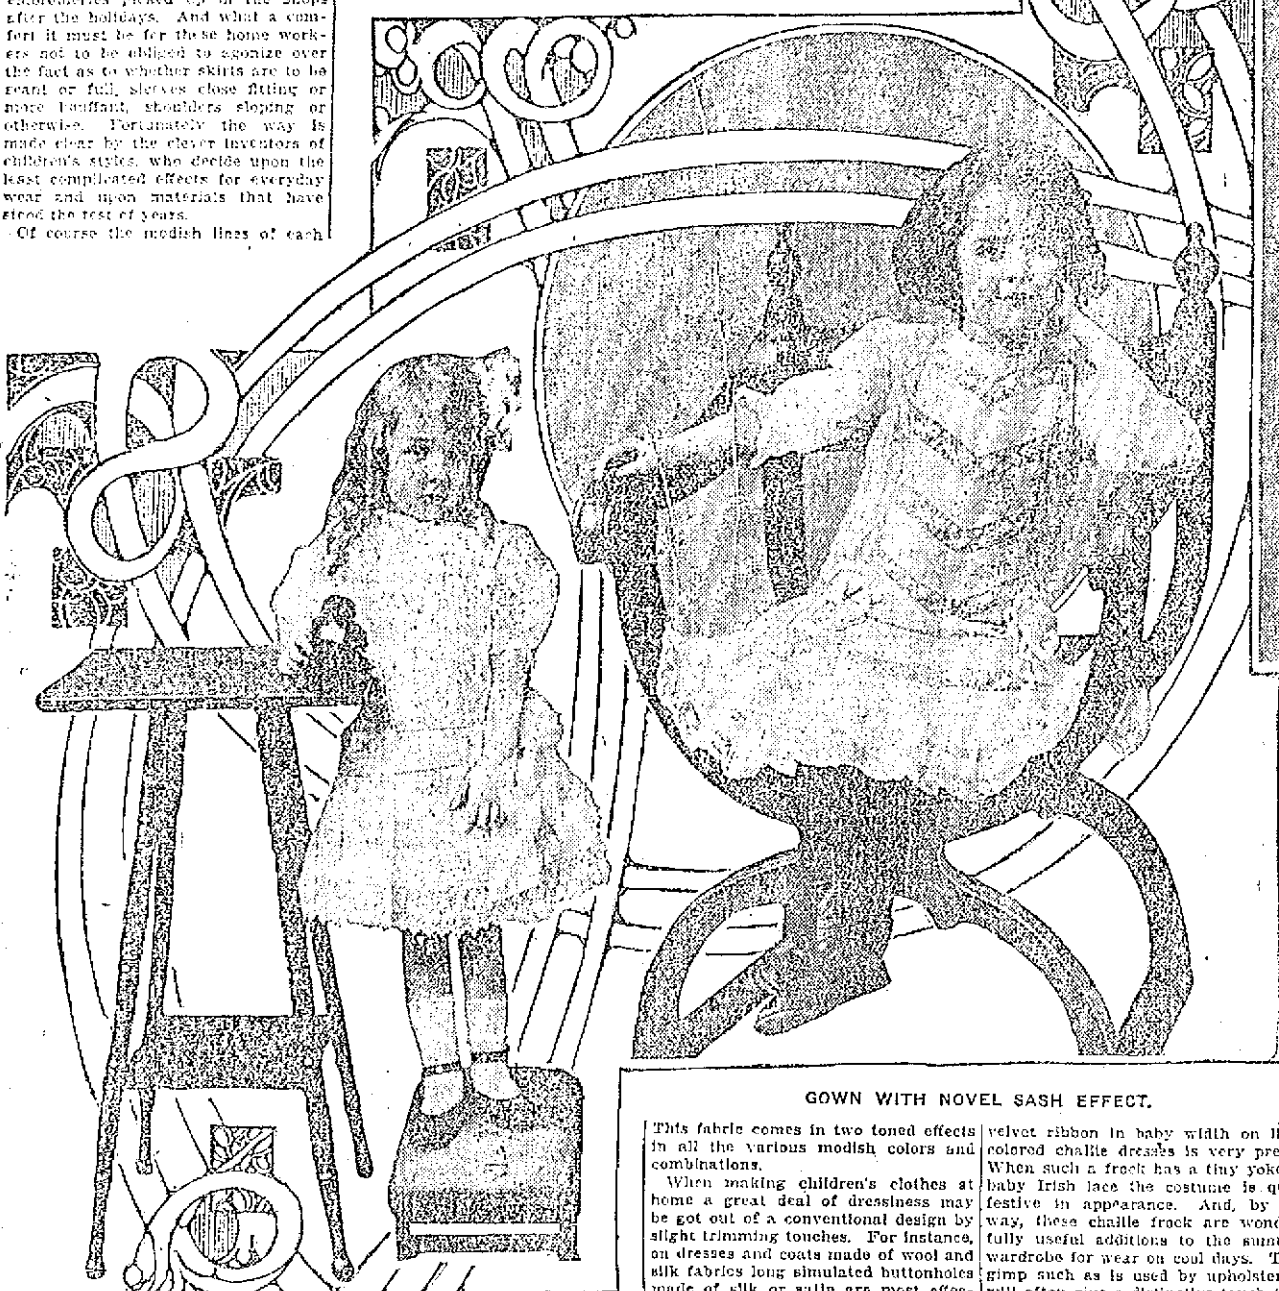 after the holidays. And what a com-
fort it must be for these home work-
ers not to be obliged to agonize over
the fact as to whether skirts are to be
scant or full, sleeves close fitting or
more bouffant, shoulders sloping or
otherwise. Fortunately the way is
made clear by the clever inventors of
children's styles, who decide upon the
least complicated effects for everyday
wear and upon materials that have
stood the test of years.
Of course the modish lines of each
GOWN WITH NOVEL SASH EFFECT.
This fabric comes in two toned effects
in all the various modish colors and
combinations.
When making children's clothes at
home a great deal of dressiness may
be got out of a conventional design by
slight trimming touches. For instance,
on dresses and coats made of wool and
silk fabrics long simulated buttonholes
made of silk or satin are most
velvet ribbon in baby width on
colored challie dresses is very
When such a frock has a tiny
baby Irish lace the costume is
festive in appearance. And, by
way, these challie frock are
fully useful additions to the
wardrobe for wear on cool days.
gimp such as is used by